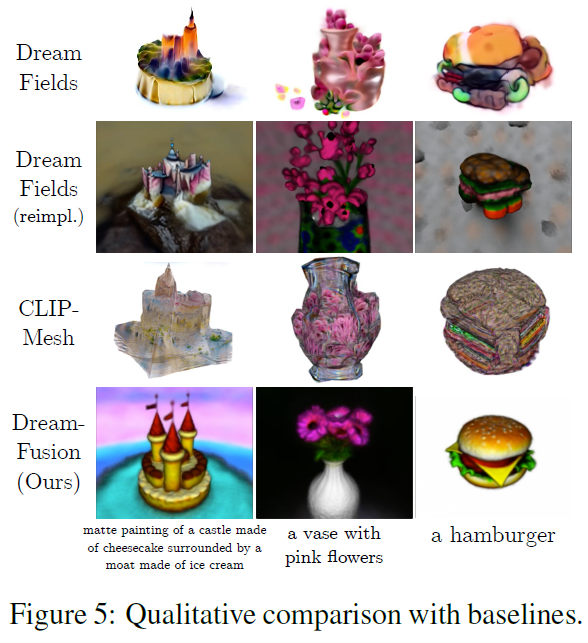 Dream
Fields
Dream
Fields
(reimpl.)
CLIP-
Mesh
Dream-
Fusion
(Ours)
matte painting of a castle made
of cheesecake surrounded by a
moat made of ice cream
a vase with
pink flowers
a hamburger
Figure 5: Qualitative comparison with baselines.